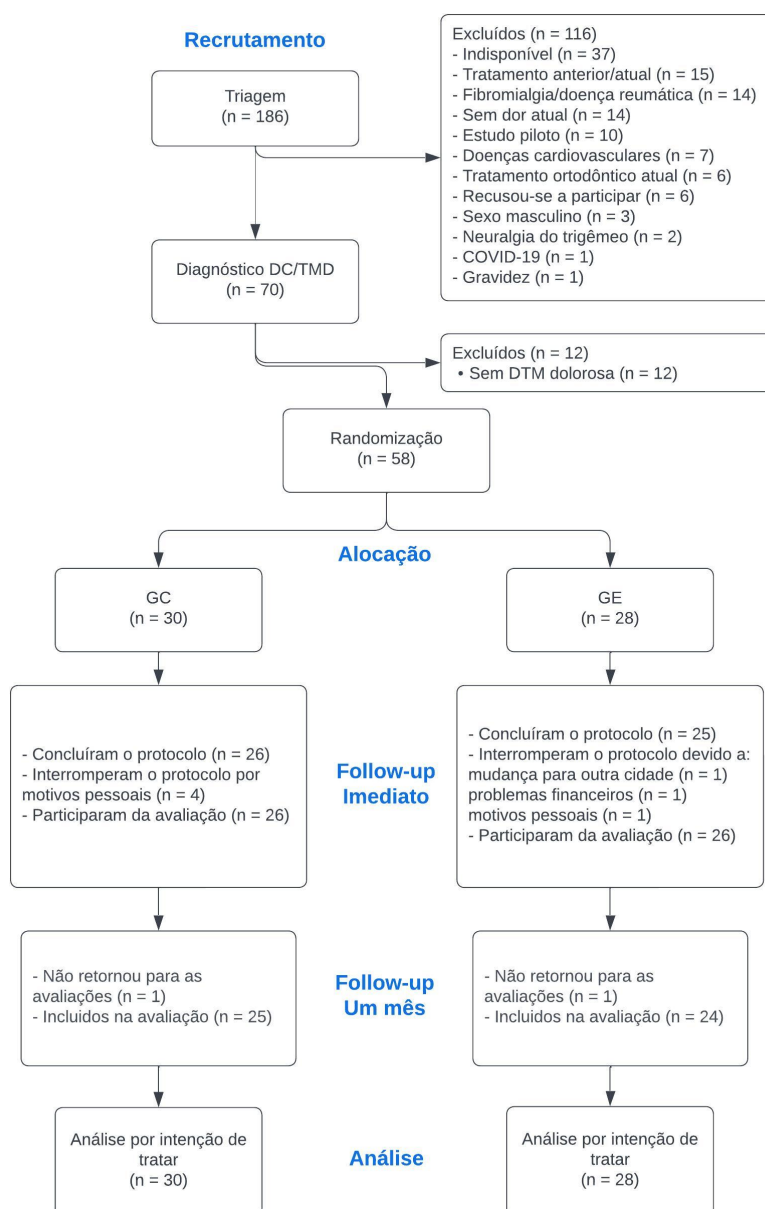 Recrutamento
Triagem
(n = 186)
Excluídos (n = 116)
- Indisponível (n = 37)
- Tratamento anterior/atual (n = 15)
- Fibromialgia/doença reumática (n = 14)
- Sem dor atual (n = 14)
- Estudo piloto (n = 10)
- Doenças cardiovasculares (n = 7)
- Tratamento ortodôntico atual (n = 6)
- Recusou-se a participar (n = 6)
- Sexo masculino (n = 3)
- Neuralgia do trigêmeo (n = 2)
- COVID-19 (n = 1)
- Gravidez (n = 1)
Diagnóstico DC/TMD
(n = 70)
Excluídos (n = 12)
• Sem DTM dolorosa (n = 12)
Randomização
(n = 58)
Alocação
GC
(n = 30)
GE
(n = 28)
- Concluíram o protocolo (n = 26)
- Interromperam o protocolo por
motivos pessoais (n = 4)
- Participaram da avaliação (n = 26)
Follow-up
Imediato
- Concluíram o protocolo (n = 25)
- Interromperam o protocolo devido a:
mudança para outra cidade (n = 1)
problemas financeiros (n = 1)
motivos pessoais (n = 1)
- Participaram da avaliação (n = 26)
- Não retornou para as
avaliações (n = 1)
- Incluidos na avaliação (n = 25)
Follow-up
Um mês
- Não retornou para as
avaliações (n = 1)
- Incluidos na avaliação (n = 24)
Análise por intenção de
tratar
(n = 30)
Análise
Análise por intenção de
tratar
(n = 28)